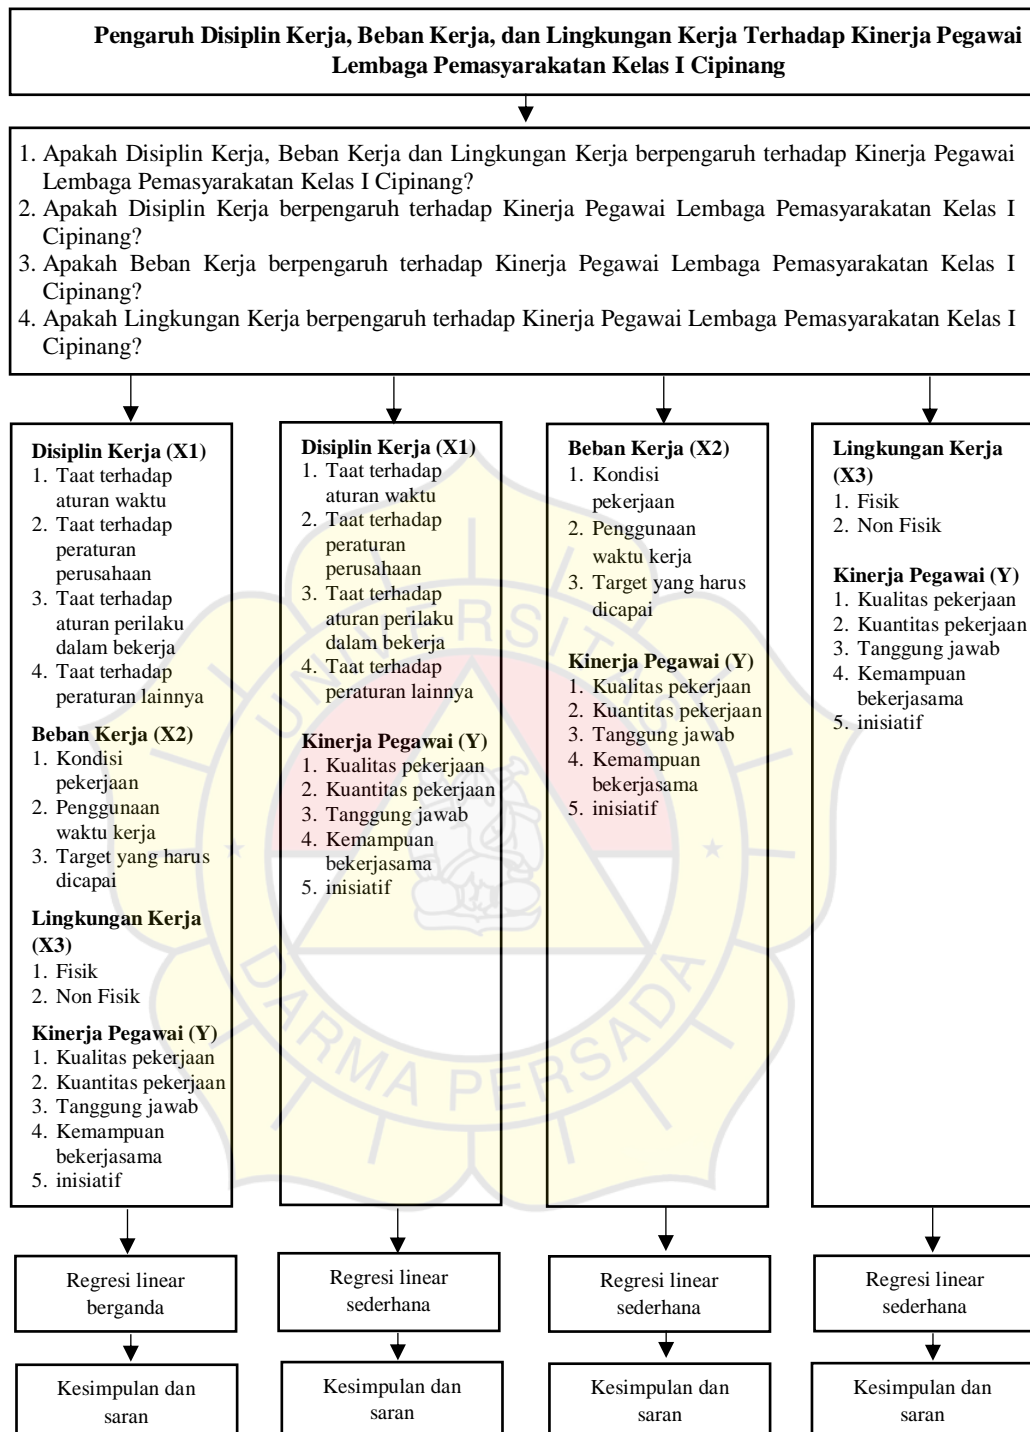 Pengaruh Disiplin Kerja, Beban Kerja, dan Lingkungan Kerja Terhadap Kinerja Pegawai
Lembaga Pemasyarakatan Kelas I Cipinang
1. Apakah Disiplin Kerja, Beban Kerja dan Lingkungan Kerja berpengaruh terhadap Kinerja Pegawai
Lembaga Pemasyarakatan Kelas I Cipinang?
2. Apakah Disiplin Kerja berpengaruh terhadap Kinerja Pegawai Lembaga Pemasyarakatan Kelas I
Cipinang?
3. Apakah Beban Kerja berpengaruh terhadap Kinerja Pegawai Lembaga Pemasyarakatan Kelas I
Cipinang?
4. Apakah Lingkungan Kerja berpengaruh terhadap Kinerja Pegawai Lembaga Pemasyarakatan Kelas I
Cipinang?
Disiplin Kerja (X1)
1. Taat terhadap
aturan waktu
2. Taat terhadap
peraturan
perusahaan
3. Taat terhadap
aturan perilaku
dalam bekerja
4. Taat terhadap
peraturan lainnya
Beban Kerja (X2)
1. Kondisi
pekerjaan
2. Penggunaan
waktu kerja
3. Target yang harus
dicapai
Lingkungan Kerja
(X3)
1. Fisik
2. Non Fisik
Kinerja Pegawai (Y)
1. Kualitas pekerjaan
2. Kuantitas pekerjaan
3. Tanggung jawab
4. Kemampuan
bekerjasama
5. inisiatif
Disiplin Kerja (X1)
1. Taat terhadap
aturan waktu
2. Taat terhadap
peraturan
perusahaan
3. Taat terhadap
aturan perilaku
dalam bekerja
4. Taat terhadap
peraturan lainnya
Kinerja Pegawai (Y)
1. Kualitas pekerjaan
2. Kuantitas pekerjaan
3. Tanggung jawab
4. Kemampuan
bekerjasama
5. inisiatif
Beban Kerja (X2)
1. Kondisi
pekerjaan
2. Penggunaan
waktu kerja
3. Target yang harus
dicapai
Kinerja Pegawai (Y)
1. Kualitas pekerjaan
2. Kuantitas pekerjaan
3. Tanggung jawab
4. Kemampuan
bekerjasama
5. inisiatif
Lingkungan Kerja
(X3)
1. Fisik
2. Non Fisik
Kinerja Pegawai (Y)
1. Kualitas pekerjaan
2. Kuantitas pekerjaan
3. Tanggung jawab
4. Kemampuan
bekerjasama
5. inisiatif
UNIVERSITAS
DARMA PERSADA
Regresi linear
berganda
Regresi linear
sederhana
Regresi linear
sederhana
Regresi linear
sederhana
Kesimpulan dan
saran
Kesimpulan dan
saran
Kesimpulan dan
saran
Kesimpulan dan
saran